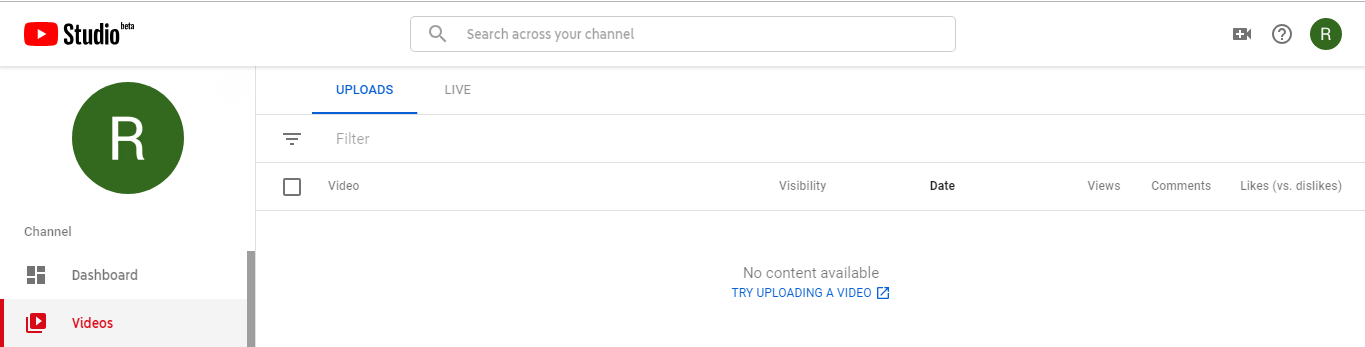 Studio beta
Search across your channel
R
R
Channel
Dashboard
Videos
UPLOADS LIVE
Filter
Video Visibility Date Views Comments Likes (vs. dislikes)
No content available
TRY UPLOADING A VIDEO